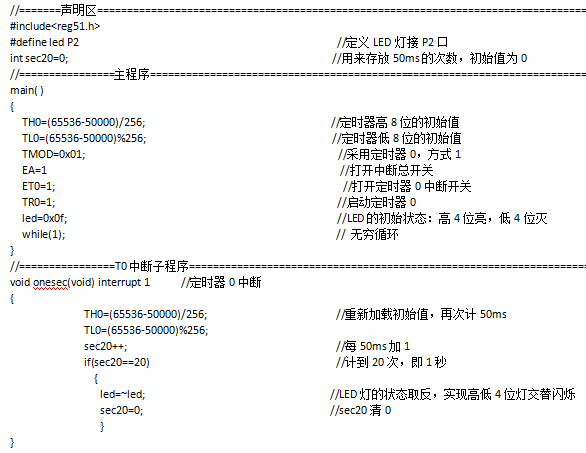 //=======声明区=======================================================
#include<reg51.h>
#define led P2 //定义 LED 灯接 P2 口
int sec20=0; //用来存放 50ms 的次数，初始值为 0
//================主程序================================================
main( )
{
TH0=(65536-50000)/256; //定时器高 8 位的初始值
TL0=(65536-50000)%256; //定时器低 8 位的初始值
TMOD=0x01; //采用定时器 0，方式 1
EA=1 //打开中断总开关
ET0=1; //打开定时器 0 中断开关
TR0=1; //启动定时器 0
led=0x0f; //LED 的初始状态：高 4 位亮，低 4 位灭
while(1); // 无穷循环
}
//================T0 中断子程序==========================================
void onesec(void) interrupt 1 //定时器 0 中断
{
TH0=(65536-50000)/256; //重新加载初始值，再次计 50ms
TL0=(65536-50000)%256;
sec20++; //每 50ms 加 1
if(sec20==20) //计到 20 次，即 1 秒
{
led=~led; //LED 灯的状态取反，实现高低 4 位灯交替闪烁
sec20=0; //sec20 清 0
}
}